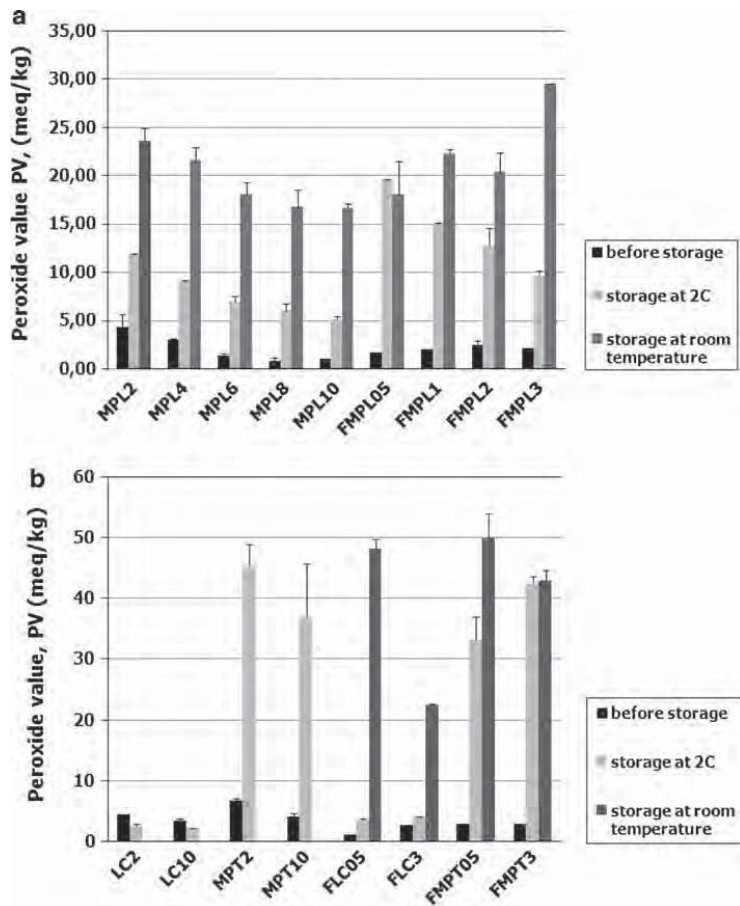 a
Peroxide value PV, (meq/kg)
35,00
30,00
25,00
20,00
15,00
10,00
5,00
0,00
MPL2
MPL4
MPL6
MPL8
MPL10
FMPL05
FMPL1
FMPL2
FMPL3
before storage
storage at 2C
storage at room
temperature
b
Peroxide value, PV (meq/kg)
60
50
40
30
20
10
0
LC2
LC10
MPT2
MPT10
FLC05
FLC3
FMPT05
FMPT3
before storage
storage at 2C
storage at room
temperature